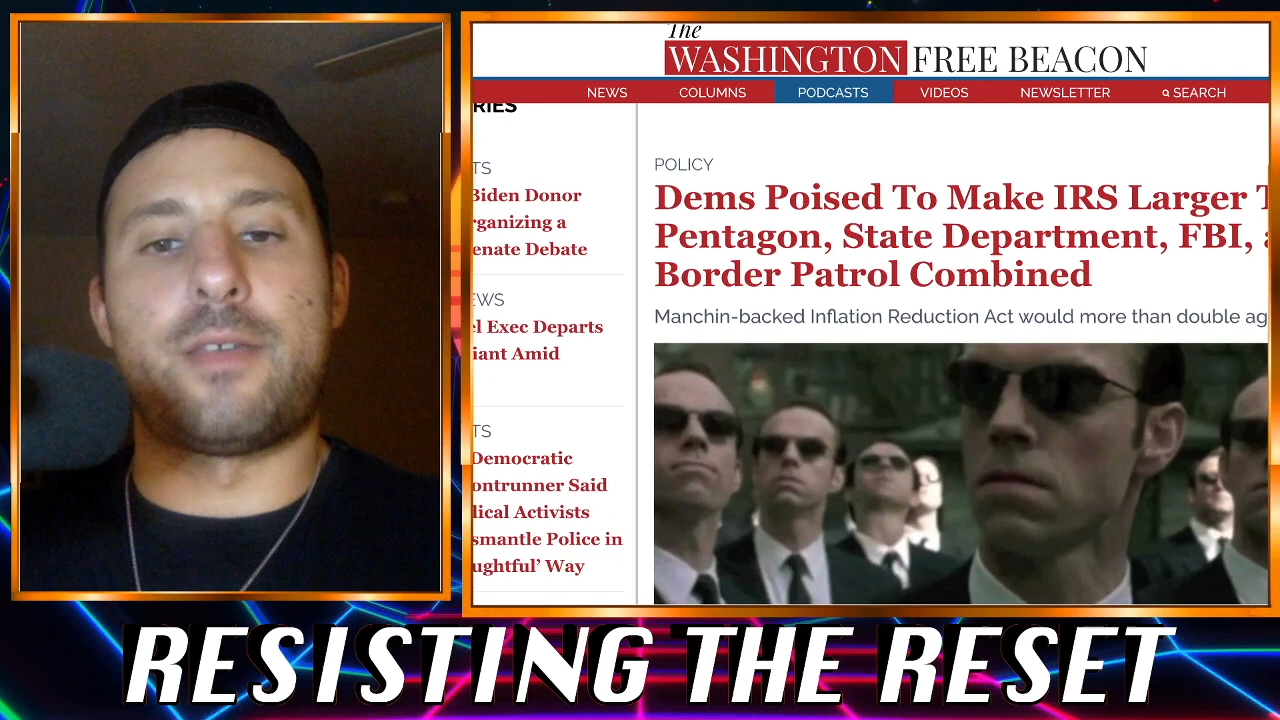 The
WASHINGTON FREE BEACON
NEWS COLUMNS PODCASTS VIDEOS NEWSLETTER SEARCH
RIES
TS
Biden Donor
rganizing a
enate Debate
EWS
el Exec Departs
iant Amid
TS
Democratic
ontrunner Said
dical Activists
smantle Police in
ughtful’ Way
POLICY
Dems Poised To Make IRS Larger T
Pentagon, State Department, FBI,
Border Patrol Combined
Manchin-backed Inflation Reduction Act would more than double ag
RESISTING THE RESET